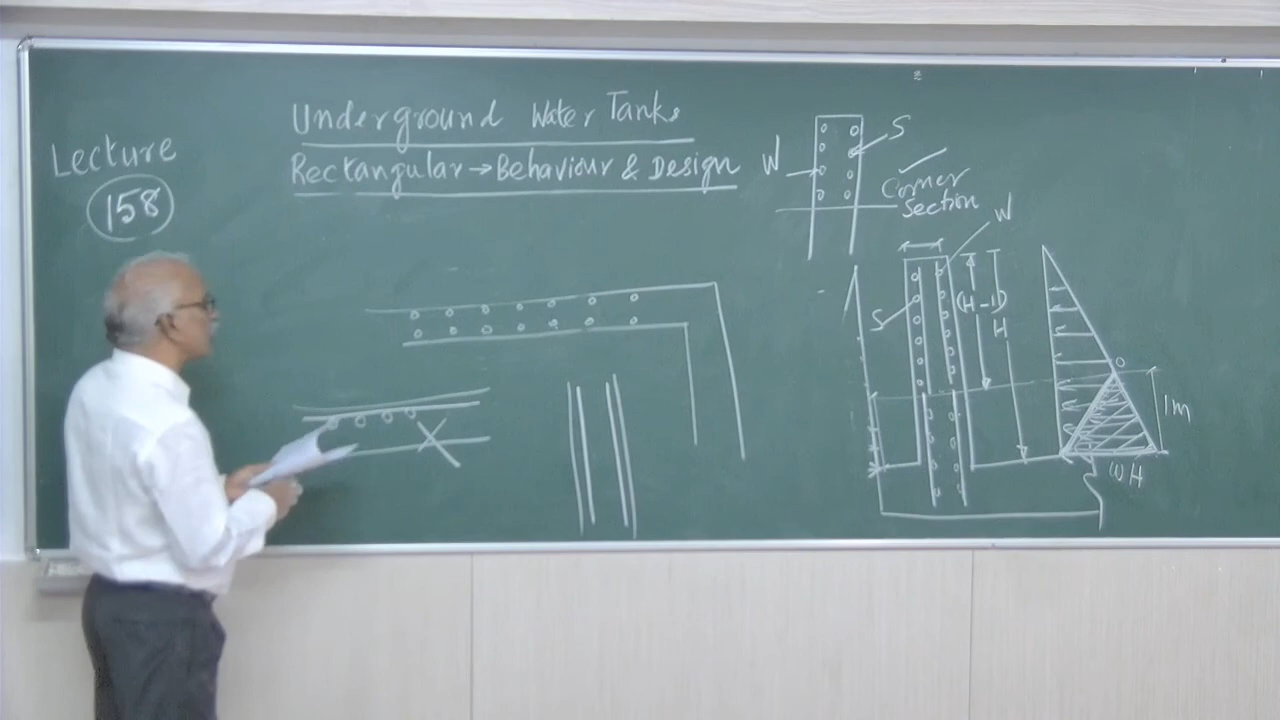 Underground Water Tanks
Lecture
158
Rectangular → Behaviour & Design
W
S
Corner
Section
W
S
(H-1)
H
1m
wH